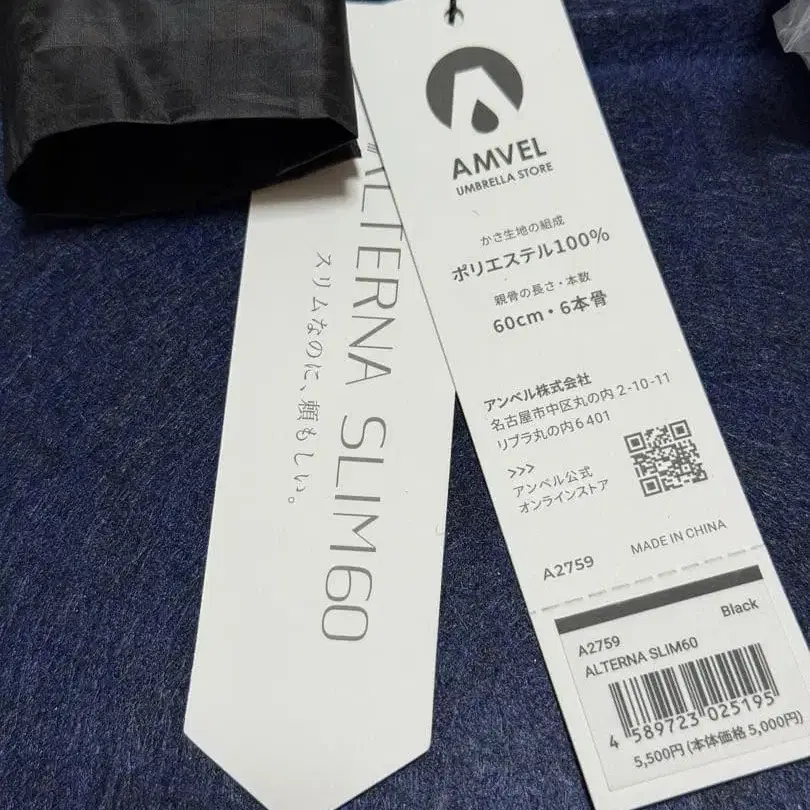 ALTERNA SLIM60
スリムなのに、頼もしい。
AMVEL
UMBRELLA STORE
かさ生地の組成
ポリエステル100%
親骨の長さ・本数
60cm・6本骨
アンベル株式会社
名古屋市中区丸の内2-10-11
リブラ丸の内6 401
>>>
アンベル公式
オンラインストア
A2759
MADE IN CHINA
A2759
Black
ALTERNA SLIM60
4 589723 025195
5,500円(本体価格5,000円)